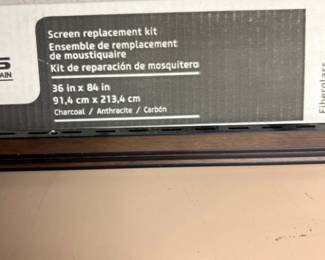 Screen replacement kit
Ensemble de remplacement
de moustiquaire
Kit de reparación de mosquitero
36 in x 84 in
91,4 cm x 213,4 cm
Charcoal / Anthracite / Carbón
Fiberglass